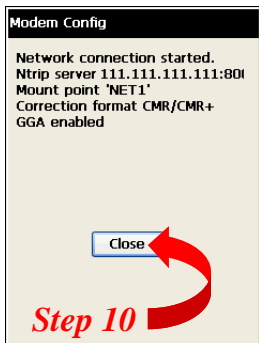 Modem Config
Network connection started.
Ntrip server 111.111.111.111:80
Mount point 'NET1'
Correction format CMR/CMR+
GGA enabled
Close
Step 10